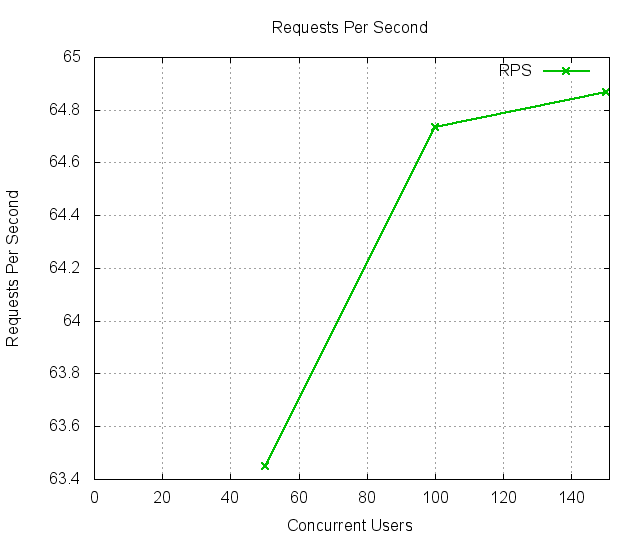 Requests Per Second
65
RPS
64.8
64.6
64.4
64.2
64
63.8
63.6
63.4
Requests Per Second
0 20 40 60 80 100 120 140
Concurrent Users